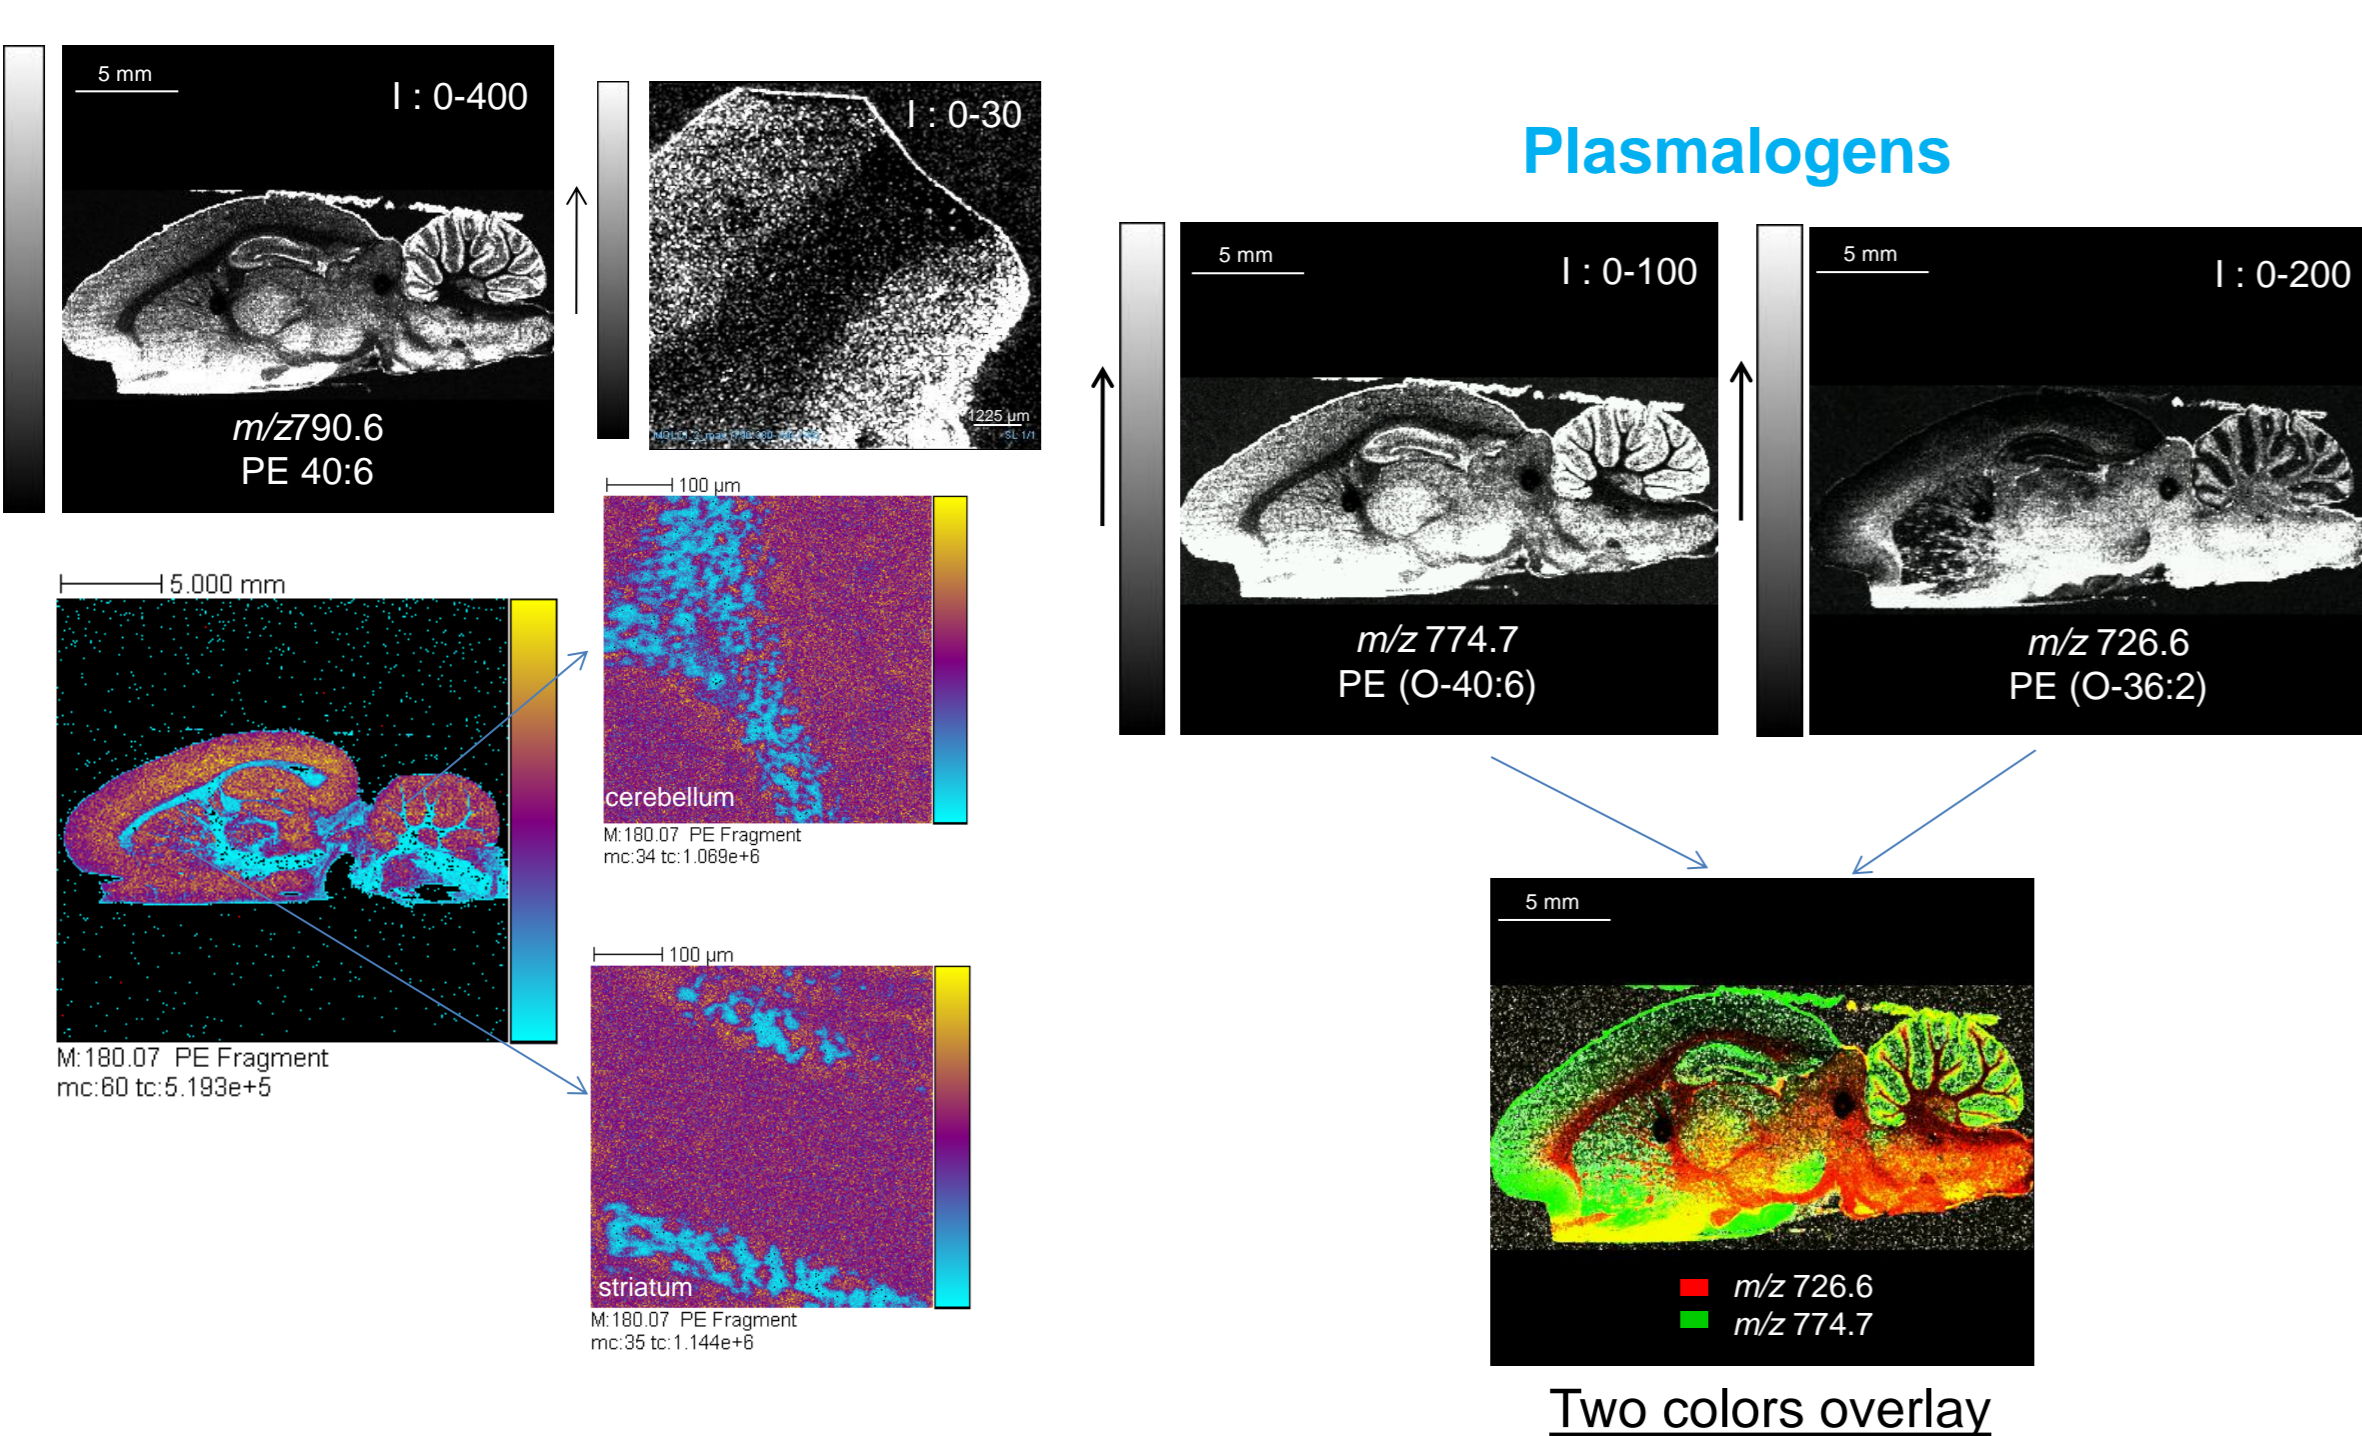 5 mm
I : 0-400
m/z790.6
PE 40:6
I : 0-30
1225 µm
SL 1/1
Plasmalogens
5 mm
I : 0-100
m/z 774.7
PE (O-40:6)
5 mm
I : 0-200
m/z 726.6
PE (O-36:2)
5.000 mm
M:180.07 PE Fragment
mc:60 tc:5.193e+5
100 µm
cerebellum
M:180.07 PE Fragment
mc:34 tc:1.069e+6
100 µm
striatum
M:180.07 PE Fragment
mc:35 tc:1.144e+6
5 mm
m/z 726.6
m/z 774.7
Two colors overlay